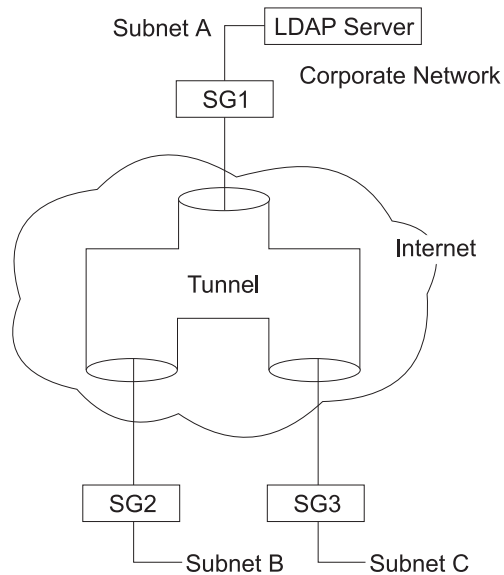 Subnet A
LDAP Server
Corporate Network
SG1
Internet
Tunnel
SG2
SG3
Subnet B
Subnet C